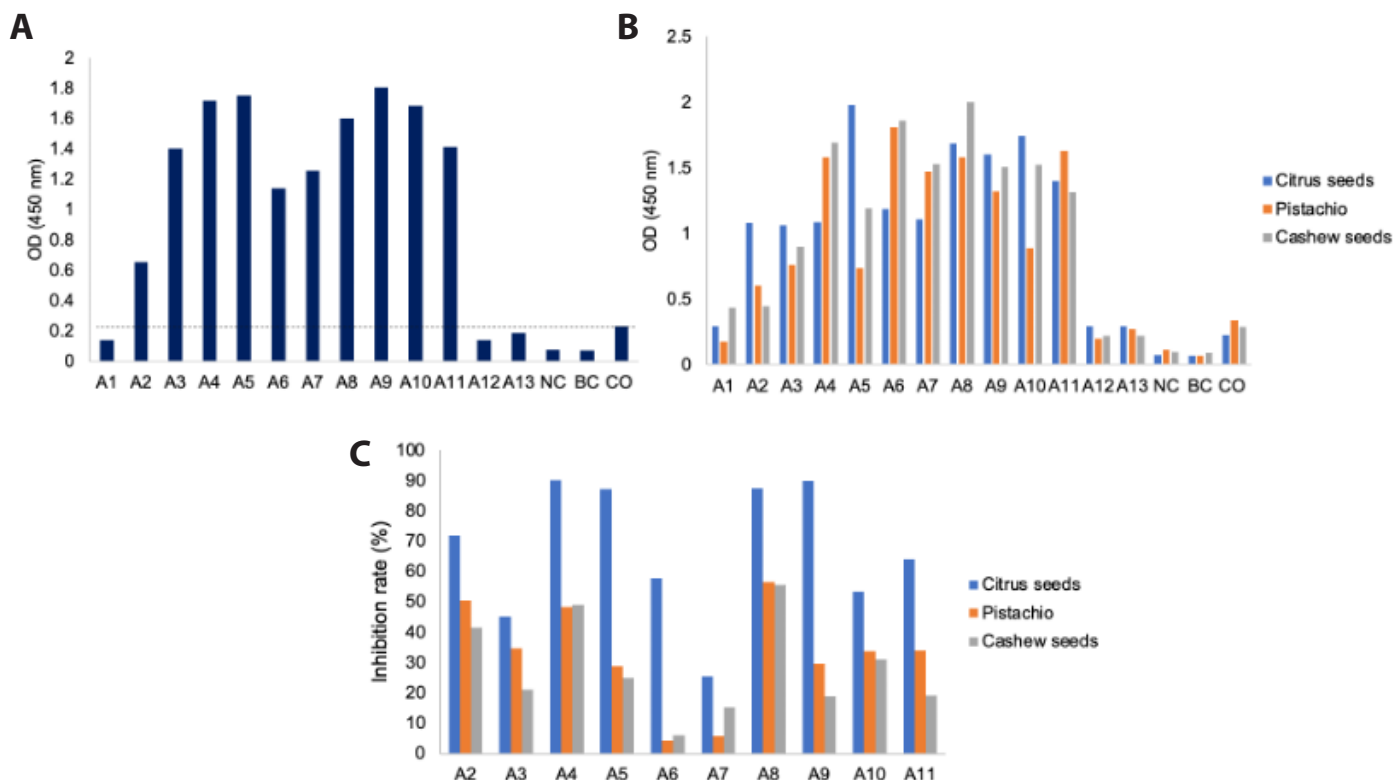 A
OD (450 nm)
2
1.8
1.6
1.4
1.2
1
0.8
0.6
0.4
0.2
0
A1 A2 A3 A4 A5 A6 A7 A8 A9 A10 A11 A12 A13 NC BC CO
B
OD (450 nm)
2.5
2
1.5
1
0.5
0
A1 A2 A3 A4 A5 A6 A7 A8 A9 A10 A11 A12 A13 NC BC CO
Citrus seeds
Pistachio
Cashew seeds
C
Inhibition rate (%)
100
90
80
70
60
50
40
30
20
10
0
A2 A3 A4 A5 A6 A7 A8 A9 A10 A11
Citrus seeds
Pistachio
Cashew seeds